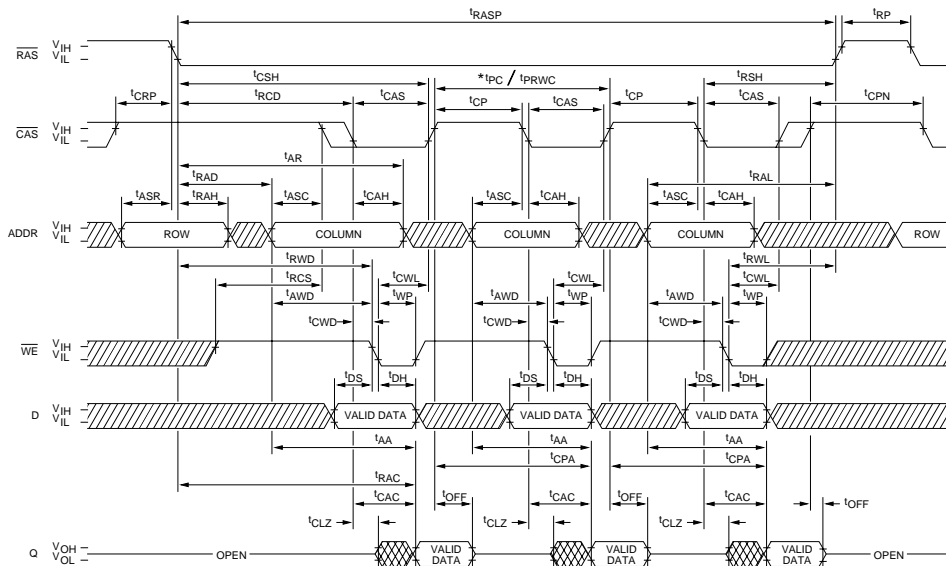 tRASP tRP
RAS VIH VIL
tCSH *tPC / tPRWC tRSH
tCRP tRCD tCAS tCP tCAS tCP tCAS tCPN
CAS VIH VIL
tAR
tRAD tRAL
tASR tRAH tASC tCAH tASC tCAH tASC tCAH
ADDR VIH VIL ROW COLUMN COLUMN COLUMN ROW
tRWD tRWL
tRCS tCWL tCWL tCWL
tAWD tWP tAWD tWP tAWD tWP
tCWD tCWD tCWD
WE VIH VIL
tDS tDH tDS tDH tDS tDH
D VIH VIL VALID DATA VALID DATA VALID DATA
tAA tAA tAA
tCPA tCPA
tRAC
tCAC tOFF tCAC tOFF tCAC tOFF
tCLZ tCLZ tCLZ
Q VOH VOL OPEN VALID DATA VALID DATA VALID DATA OPEN